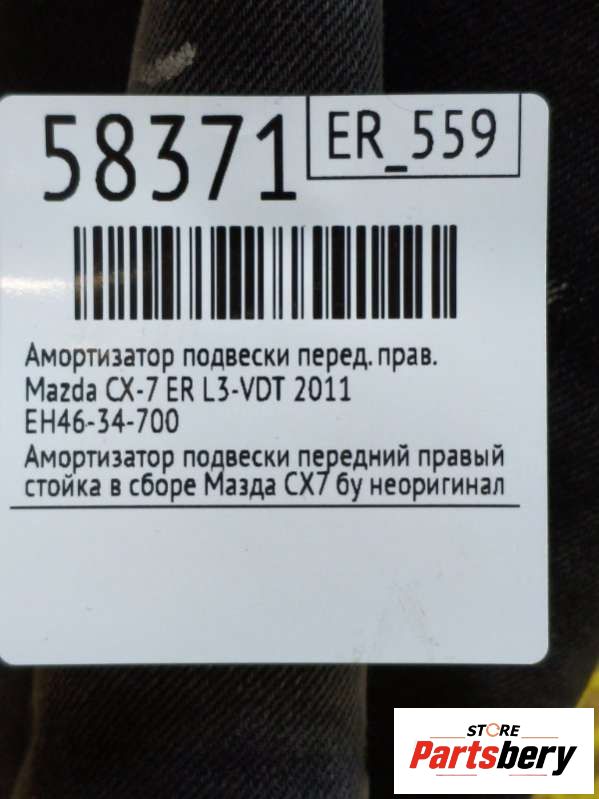 58371
ER_559
Амортизатор подвески перед. прав.
Mazda CX-7 ER L3-VDT 2011
EH46-34-700
Амортизатор подвески передний правый
стойка в сборе Мазда СХ7 бу неоригинал
STORE
Partsbery